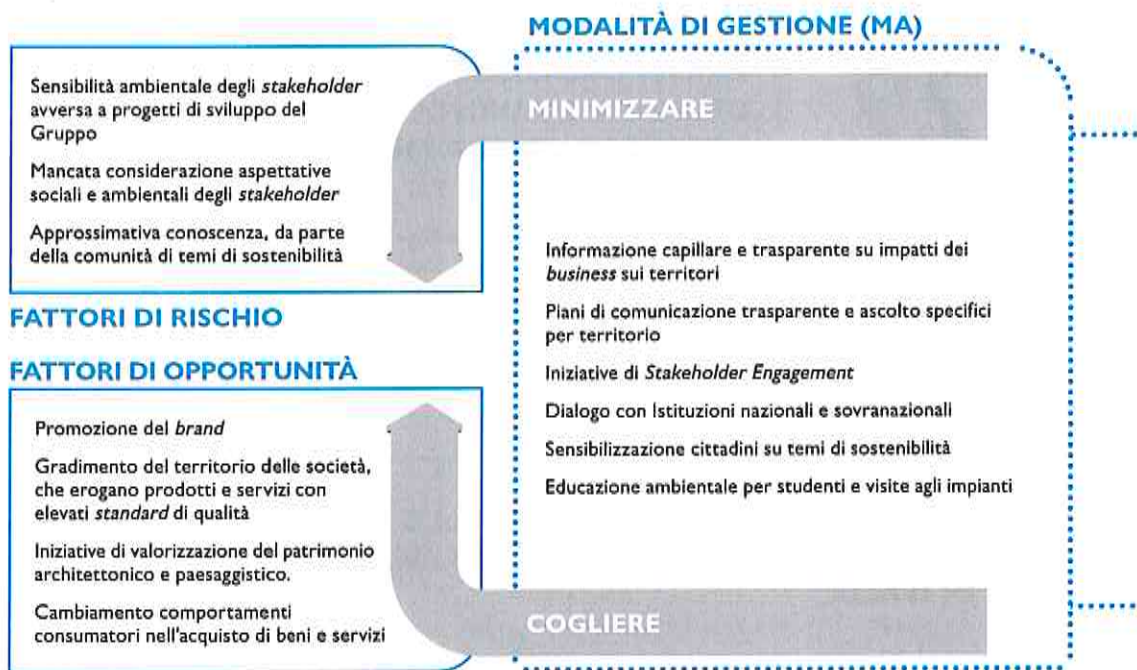 MODALITÀ DI GESTIONE (MA)
Sensibilità ambientale degli stakeholder
avversa a progetti di sviluppo del
Gruppo
Mancata considerazione aspettative
sociali e ambientali degli stakeholder
Approssimativa conoscenza, da parte
della comunità di temi di sostenibilità
FATTORI DI RISCHIO
FATTORI DI OPPORTUNITÀ
Promozione del brand
Gradimento del territorio delle società,
che erogano prodotti e servizi con
elevati standard di qualità
Iniziative di valorizzazione del patrimonio
architettonico e paesaggistico.
Cambiamento comportamenti
consumatori nell'acquisto di beni e servizi
MINIMIZZARE
Informazione capillare e trasparente su impatti dei
business sui territori
Piani di comunicazione trasparente e ascolto specifici
per territorio
Iniziative di Stakeholder Engagement
Dialogo con Istituzioni nazionali e sovranazionali
Sensibilizzazione cittadini su temi di sostenibilità
Educazione ambientale per studenti e visite agli impianti
COGLIERE